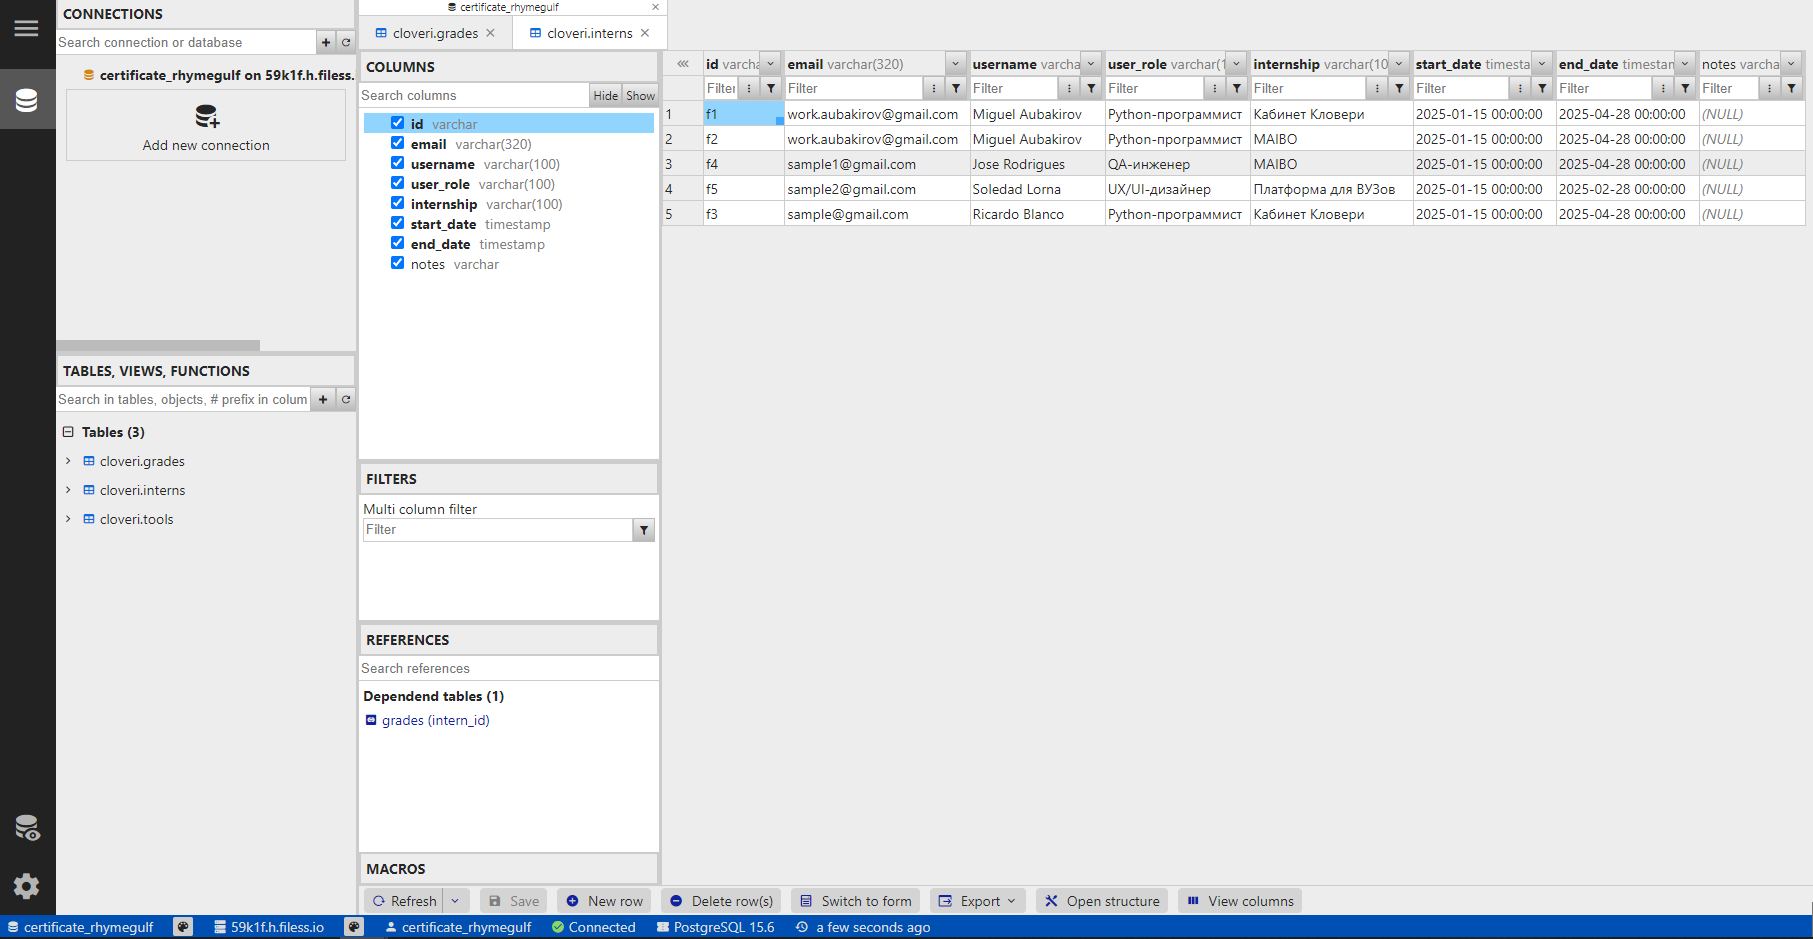 CONNECTIONS
Search connection or database
certificate_rhymegulf on 59k1f.h.filess.
Add new connection
TABLES, VIEWS, FUNCTIONS
Search in tables, objects, # prefix in colum
Tables (3)
cloveri.grades
cloveri.interns
cloveri.tools
certificate_rhymegulf
cloveri.grades
cloveri.interns
COLUMNS
Search columns
Hide Show
id varchar
email varchar(320)
username varchar(100)
user_role varchar(100)
internship varchar(100)
start_date timestamp
end_date timestamp
notes varchar
FILTERS
Multi column filter
Filter
REFERENCES
Search references
Dependend tables (1)
grades (intern_id)
MACROS
id varcha email varchar(320) username varcha user_role varchar(1 internship varchar(10 start_date timesta end_date timestan notes varcha
Filter Filter Filter Filter Filter Filter Filter Filter
1 f1 work.aubakirov@gmail.com Miguel Aubakirov Python-программист Кабинет Кловери 2025-01-15 00:00:00 2025-04-28 00:00:00 (NULL)
2 f2 work.aubakirov@gmail.com Miguel Aubakirov Python-программист MAIBO 2025-01-15 00:00:00 2025-04-28 00:00:00 (NULL)
3 f4 sample1@gmail.com Jose Rodrigues QA-инженер MAIBO 2025-01-15 00:00:00 2025-04-28 00:00:00 (NULL)
4 f5 sample2@gmail.com Soledad Lorna UX/UI-дизайнер Платформа для ВУЗов 2025-01-15 00:00:00 2025-02-28 00:00:00 (NULL)
5 f3 sample@gmail.com Ricardo Blanco Python-программист Кабинет Кловери 2025-01-15 00:00:00 2025-04-28 00:00:00 (NULL)
Refresh Save New row Delete row(s) Switch to form Export Open structure View columns
certificate_rhymegulf 59k1f.h.filess.io certificate_rhymegulf Connected PostgreSQL 15.6 a few seconds ago